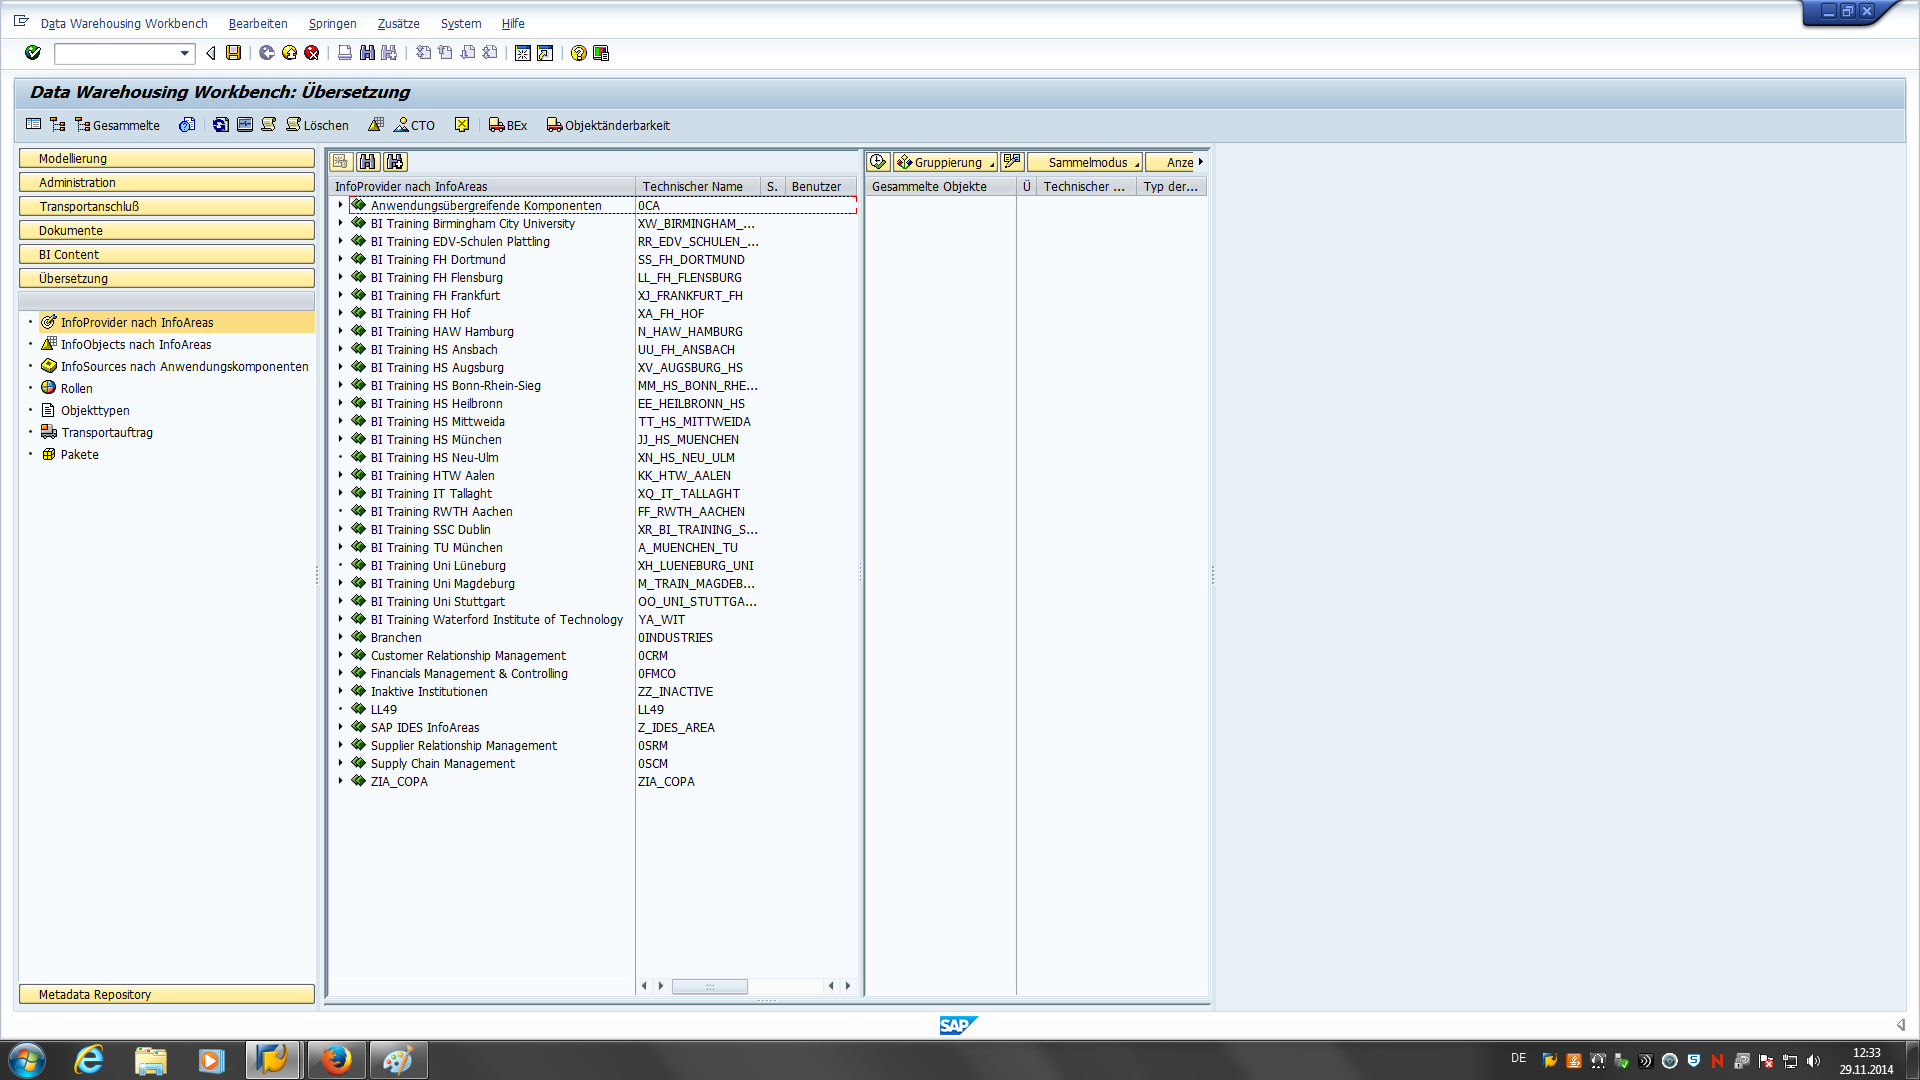 Data Warehousing Workbench Bearbeiten Springen Zusätze System Hilfe
Data Warehousing Workbench: Übersetzung
Gesammelte Löschen CTO BEx Objektänderbarkeit
Modellierung
Administration
Transportanschluß
Dokumente
BI Content
Übersetzung
InfoProvider nach InfoAreas
InfoObjects nach InfoAreas
InfoSources nach Anwendungskomponenten
Rollen
Objekttypen
Transportauftrag
Pakete
Metadata Repository
InfoProvider nach InfoAreas Technischer Name S. Benutzer
Anwendungsübergreifende Komponenten 0CA
BI Training Birmingham City University XW_BIRMINGHAM_...
BI Training EDV-Schulen Plattling RR_EDV_SCHULEN_...
BI Training FH Dortmund SS_FH_DORTMUND
BI Training FH Flensburg LL_FH_FLENSBURG
BI Training FH Frankfurt XJ_FRANKFURT_FH
BI Training FH Hof XA_FH_HOF
BI Training HAW Hamburg N_HAW_HAMBURG
BI Training HS Ansbach UU_FH_ANSBACH
BI Training HS Augsburg XV_AUGSBURG_HS
BI Training HS Bonn-Rhein-Sieg MM_HS_BONN_RHE...
BI Training HS Heilbronn EE_HEILBRONN_HS
BI Training HS Mittweida TT_HS_MITTWEIDA
BI Training HS München JJ_HS_MUENCHEN
BI Training HS Neu-Ulm XN_HS_NEU_ULM
BI Training HTW Aalen KK_HTW_AALEN
BI Training IT Tallaght XQ_IT_TALLAGHT
BI Training RWTH Aachen FF_RWTH_AACHEN
BI Training SSC Dublin XR_BI_TRAINING_S...
BI Training TU München A_MUENCHEN_TU
BI Training Uni Lüneburg XH_LUENEBURG_UNI
BI Training Uni Magdeburg M_TRAIN_MAGDEB...
BI Training Uni Stuttgart OO_UNI_STUTTGA...
BI Training Waterford Institute of Technology YA_WIT
Branchen 0INDUSTRIES
Customer Relationship Management 0CRM
Financials Management & Controlling 0FMCO
Inaktive Institutionen ZZ_INACTIVE
LL49 LL49
SAP IDES InfoAreas Z_IDES_AREA
Supplier Relationship Management 0SRM
Supply Chain Management 0SCM
ZIA_COPA ZIA_COPA
Gruppierung Sammelmodus Anze
Gesammelte Objekte Ü Technischer ... Typ der...
SAP
DE
12:33
29.11.2014